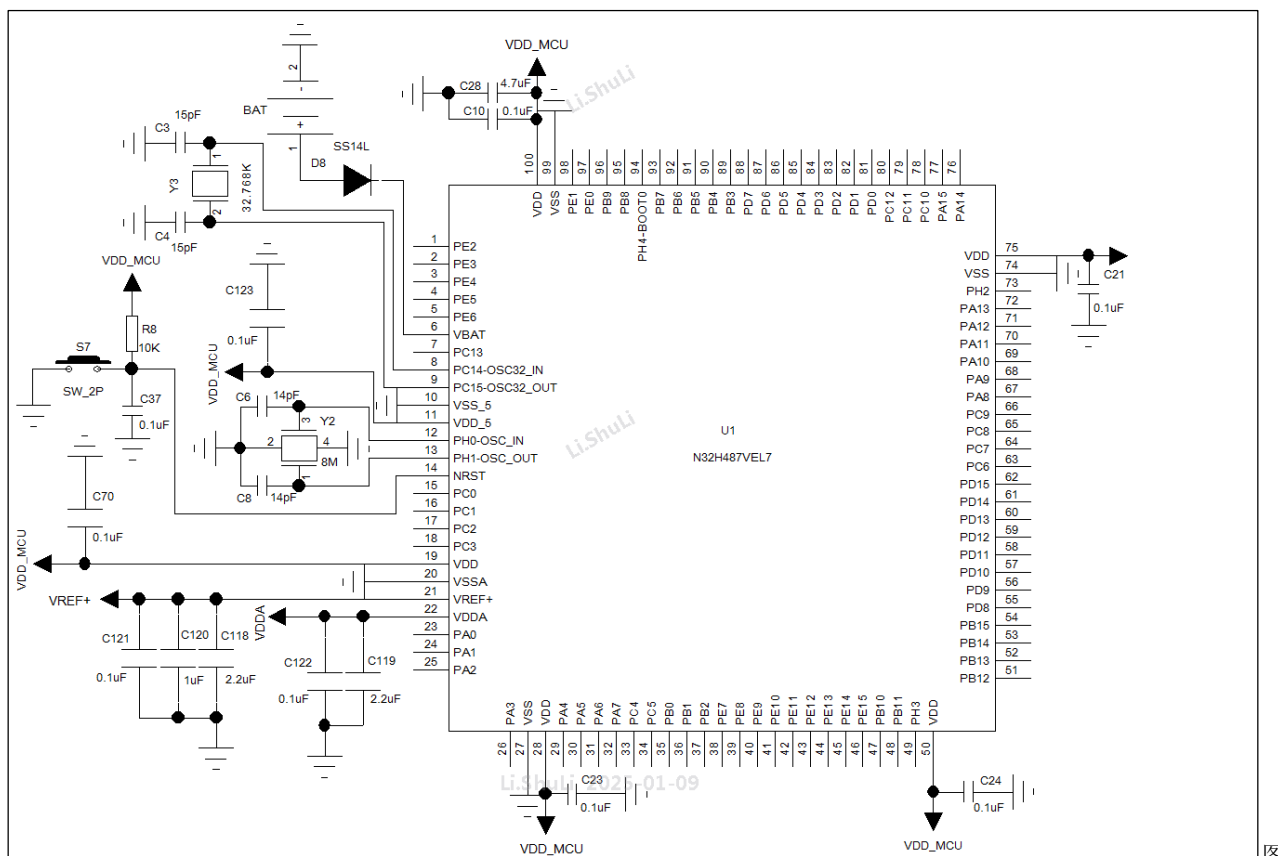 VDD_MCU
Li.ShuLi
C28
4.7uF
C10
0.1uF
2
-
BAT
+
1
15pF
C3
1
Y3
32.768K
2
C4
15pF
D8
SS14L
VDD_MCU
R8
10K
S7
SW_2P
C37
0.1uF
C123
0.1uF
VDD_MCU
C6
14pF
3
Y2
2
4
8M
1
C8
14pF
C70
0.1uF
VDD_MCU
VREF+
C121
0.1uF
C120
1uF
C118
2.2uF
VDDA
C122
0.1uF
C119
2.2uF
100 99 98 97 96 95 94 93 92 91 90 89 88 87 86 85 84 83 82 81 80 79 78 77 76
VDD VSS PE1 PE0 PB9 PB8 PH4-BOOT0 PB7 PB6 PB5 PB4 PB3 PD7 PD6 PD5 PD4 PD3 PD2 PD1 PD0 PC12 PC11 PC10 PA15 PA14
1 PE2
2 PE3
3 PE4
4 PE5
5 PE6
6 VBAT
7 PC13
8 PC14-OSC32_IN
9 PC15-OSC32_OUT
10 VSS_5
11 VDD_5
12 PH0-OSC_IN
13 PH1-OSC_OUT
14 NRST
15 PC0
16 PC1
17 PC2
18 PC3
19 VDD
20 VSSA
21 VREF+
22 VDDA
23 PA0
24 PA1
25 PA2
Li.ShuLi
U1
N32H487VEL7
VDD 75
VSS 74
PH2 73
PA13 72
PA12 71
PA11 70
PA10 69
PA9 68
PA8 67
PC9 66
PC8 65
PC7 64
PC6 63
PD15 62
PD14 61
PD13 60
PD12 59
PD11 58
PD10 57
PD9 56
PD8 55
PB15 54
PB14 53
PB13 52
PB12 51
C21
0.1uF
PA3 VSS VDD PA4 PA5 PA6 PA7 PC4 PC5 PB0 PB1 PB2 PE7 PE8 PE9 PE10 PE11 PE12 PE13 PE14 PE15 PB10 PB11 PH3 VDD
26 27 28 29 30 31 32 33 34 35 36 37 38 39 40 41 42 43 44 45 46 47 48 49 50
Li.ShuLi 2025-01-09
C23
0.1uF
VDD_MCU
C24
0.1uF
VDD_MCU
图